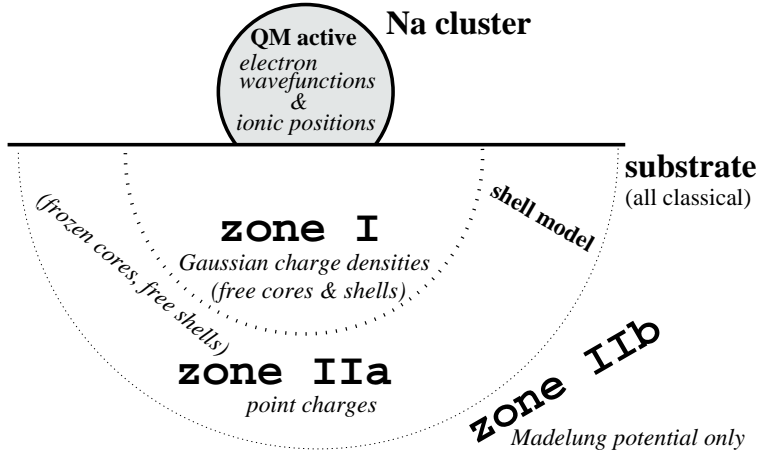 Na cluster
QM active
electron
wavefunctions
&
ionic positions
substrate
(all classical)
shell model
(frozen cores, free shells)
zone I
Gaussian charge densities
(free cores & shells)
zone IIa
point charges
zone IIb
Madelung potential only